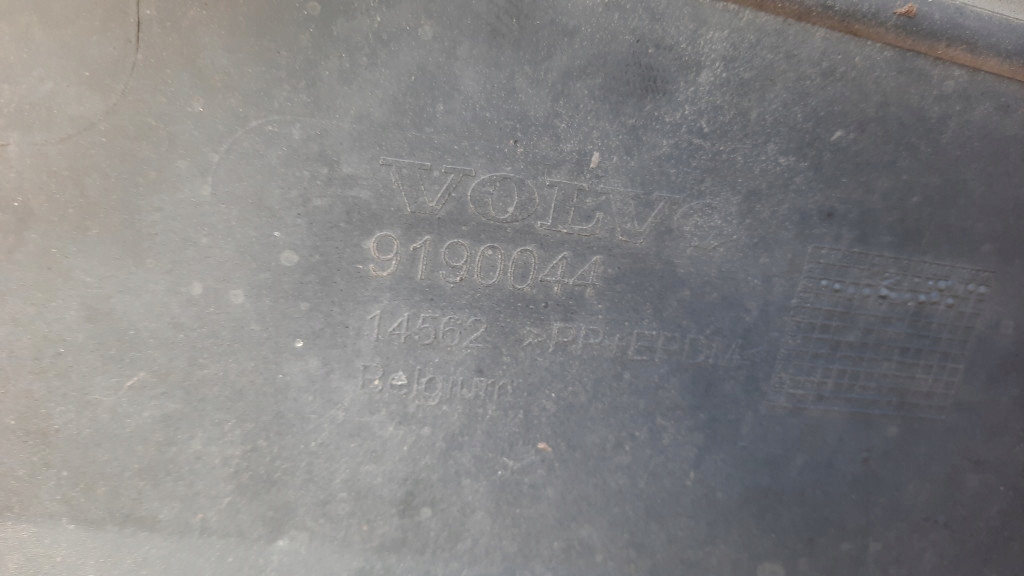 VOLVO
9190044
14562 >PP+EPDM<
Belgium